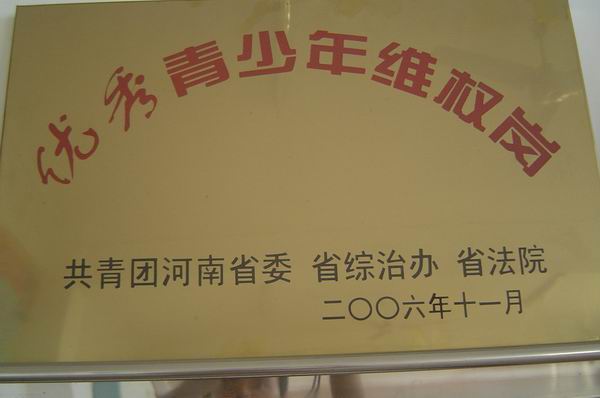 优秀青少年维权岗
共青团河南省委 省综治办 省法院
二〇〇六年十一月